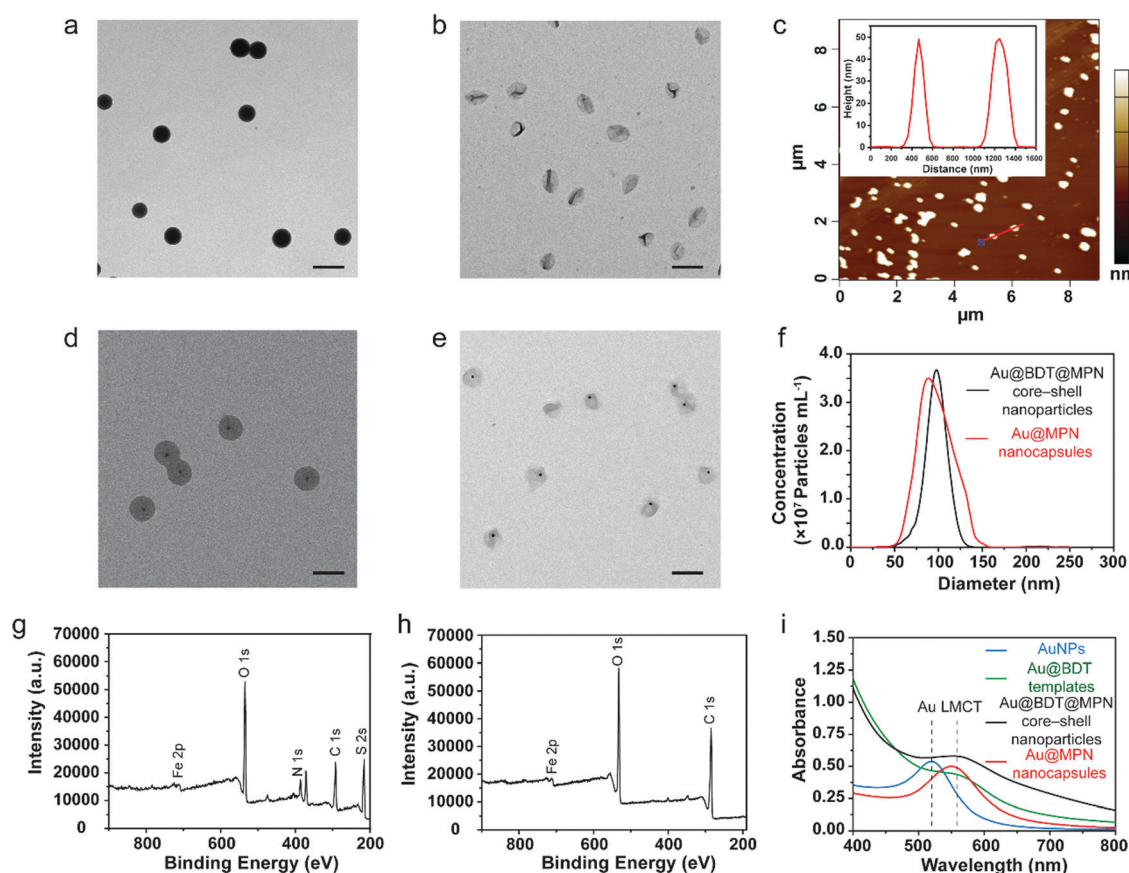 a
b
c
50
40
30
20
10
0
Height (nm)
0 200 400 600 800 1000 1200 1400 1600
Distance (nm)
8
6
4
2
0
µm
0 2 4 6 8
µm
nm
d
e
f
4.0
3.0
2.0
1.0
0.0
Concentration
(×10⁷ Particles mL⁻¹)
Au@BDT@MPN
core–shell
nanoparticles
Au@MPN
nanocapsules
0 50 100 150 200 250 300
Diameter (nm)
g
70000
60000
50000
40000
30000
20000
10000
0
Intensity (a.u.)
Fe 2p
O 1s
N 1s
C 1s
S 2s
800 600 400 200
Binding Energy (eV)
h
70000
60000
50000
40000
30000
20000
10000
0
Intensity (a.u.)
Fe 2p
O 1s
C 1s
800 600 400 200
Binding Energy (eV)
i
1.50
1.25
1.00
0.75
0.50
0.25
0.00
Absorbance
AuNPs
Au@BDT
templates
Au@BDT@MPN
core–shell
nanoparticles
Au@MPN
nanocapsules
Au LMCT
400 500 600 700 800
Wavelength (nm)